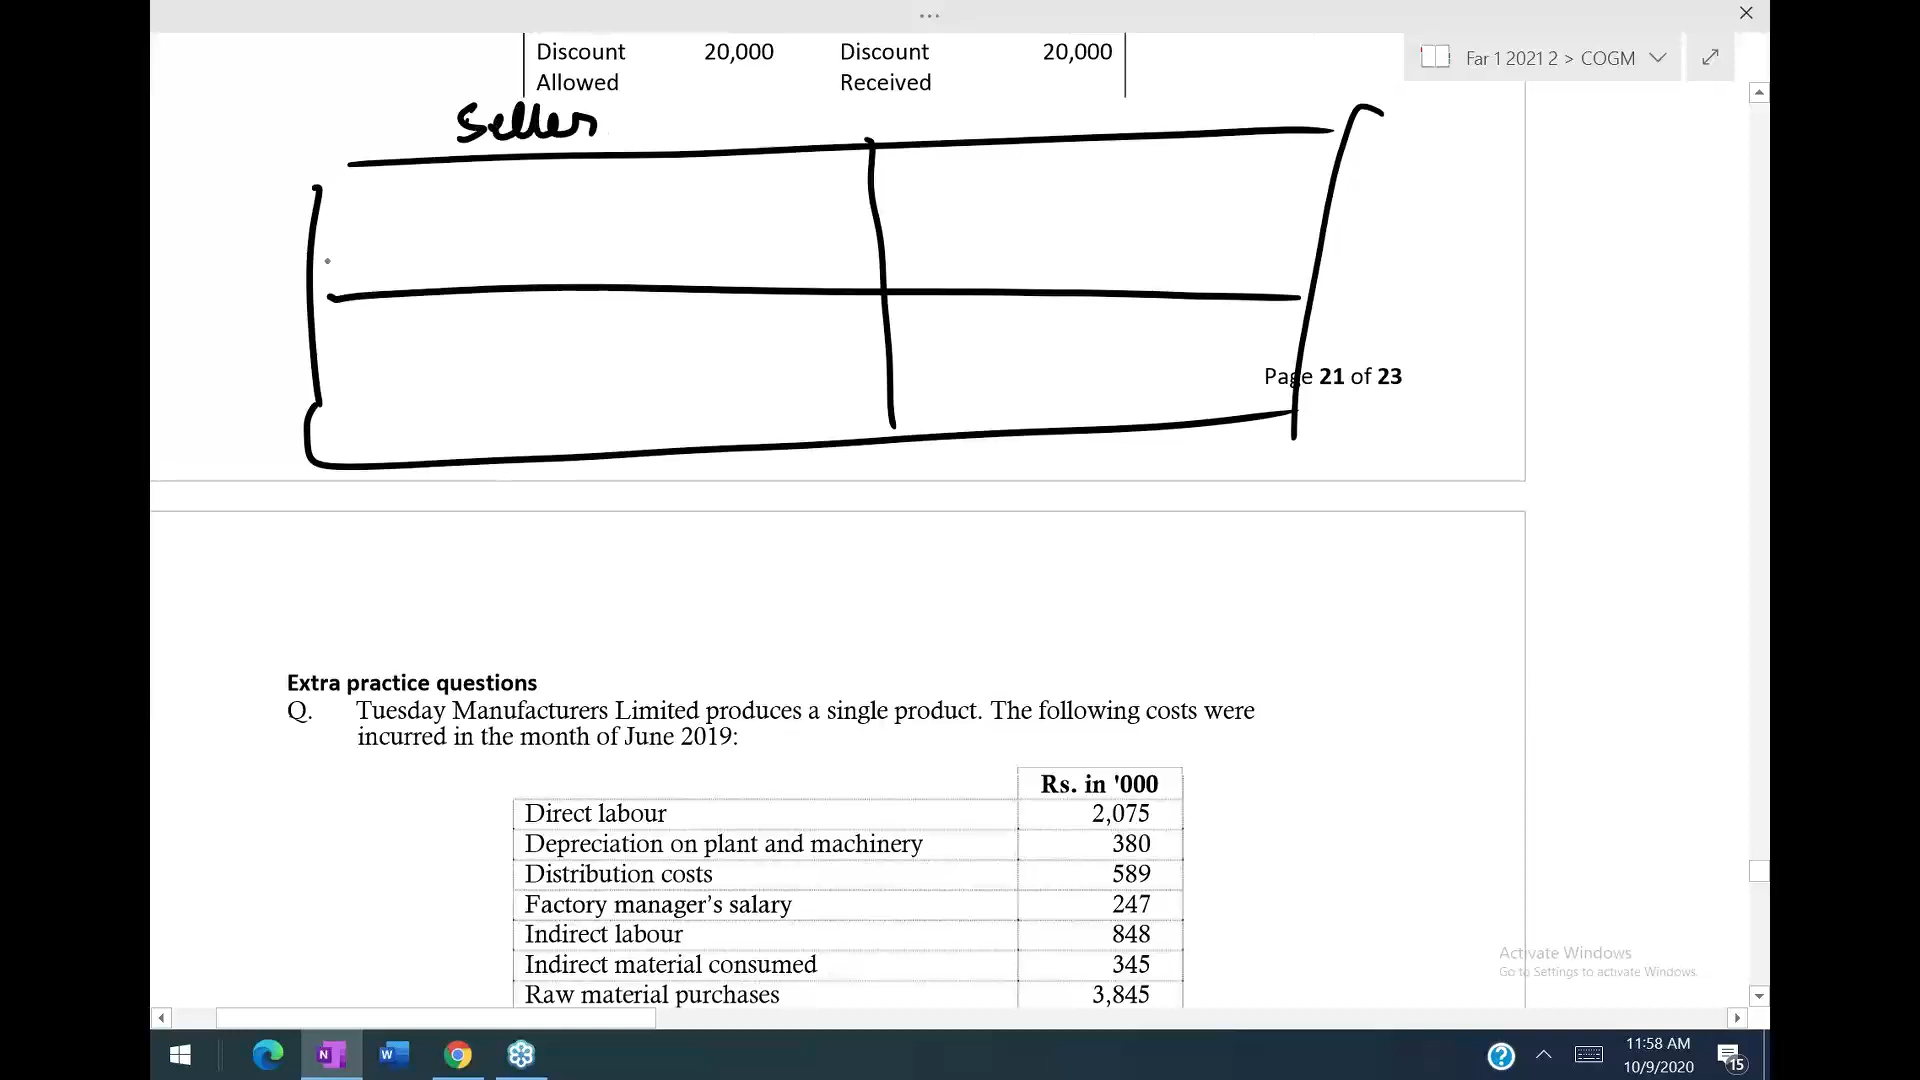 Discount 20,000 Discount 20,000
Allowed Received
Far 1 2021 2 > COGM
Seller
Page 21 of 23
Extra practice questions
Q. Tuesday Manufacturers Limited produces a single product. The following costs were
incurred in the month of June 2019:
Rs. in '000
Direct labour 2,075
Depreciation on plant and machinery 380
Distribution costs 589
Factory manager’s salary 247
Indirect labour 848
Indirect material consumed 345
Raw material purchases 3,845
Activate Windows
Go to Settings to activate Windows.
11:58 AM
10/9/2020
15